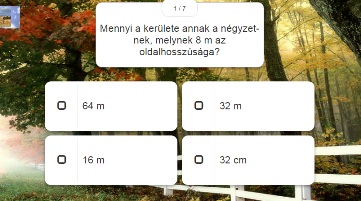 1 / 7
Mennyi a kerülete annak a négyzet-
nek, melynek 8 m az
oldalhosszúsága?
64 m
32 m
16 m
32 cm